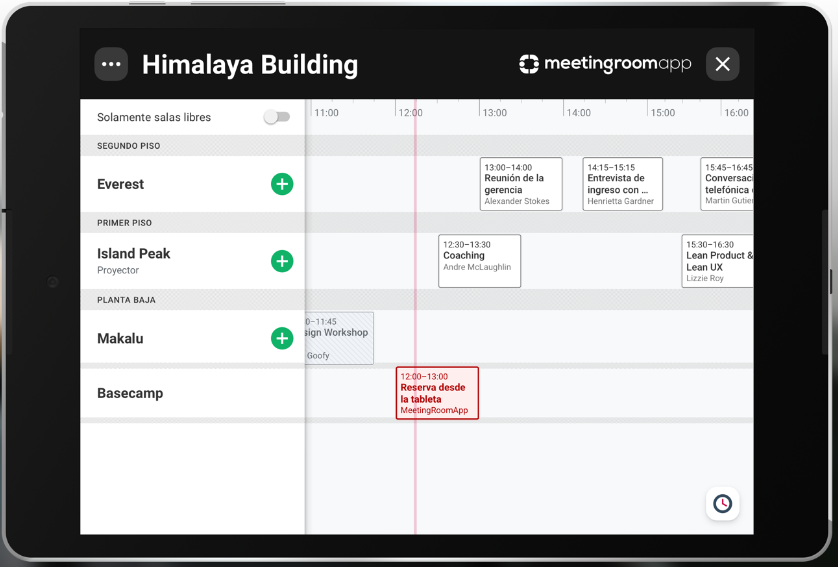 Himalaya Building
meetingroomapp
Solamente salas libres
11:00 12:00 13:00 14:00 15:00 16:00
SEGUNDO PISO
Everest
13:00–14:00
Reunión de la
gerencia
Alexander Stokes
14:15–15:15
Entrevista de
ingreso con ...
Henrietta Gardner
15:45–16:45
Conversaci
telefónica
Martin Gutie
PRIMER PISO
Island Peak
Proyector
12:30–13:30
Coaching
Andre McLaughlin
15:30–16:30
Lean Product &
Lean UX
Lizzie Roy
PLANTA BAJA
Makalu
0–11:45
sign Workshop
Goofy
Basecamp
12:00–13:00
Reserva desde
la tableta
MeetingRoomApp